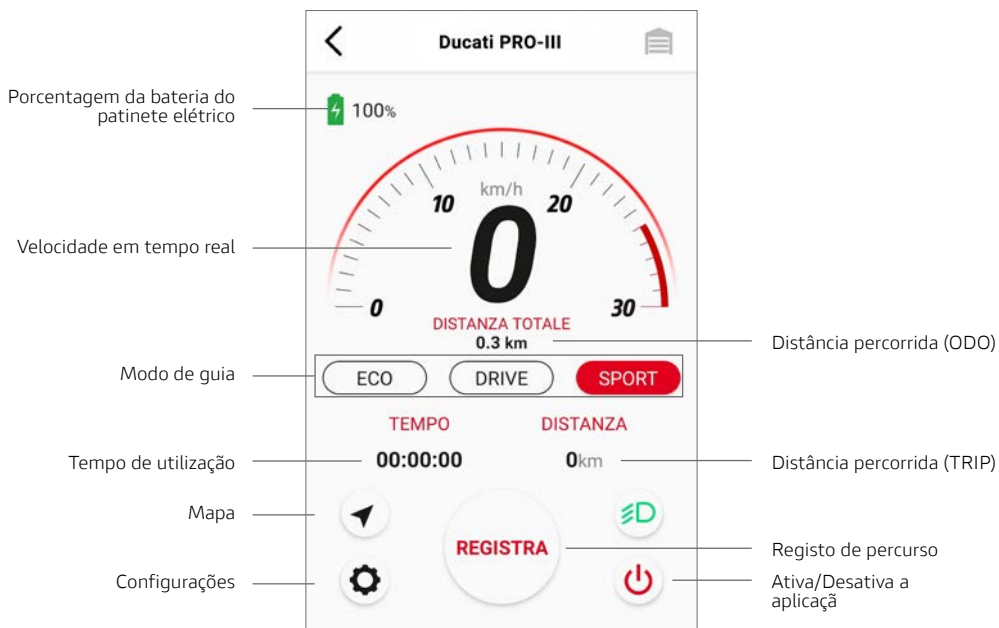 Ducati PRO-III
Porcentagem da bateria do
patinete elétrico
100%
km/h
10
20
Velocidade em tempo real
0
0
30
DISTANZA TOTALE
0.3 km
Distância percorrida (ODO)
Modo de guia
ECO
DRIVE
SPORT
TEMPO
DISTANZA
Tempo de utilização
00:00:00
0km
Distância percorrida (TRIP)
Mapa
REGISTRA
Registo de percurso
Configurações
Ativa/Desativa a
aplicaçã